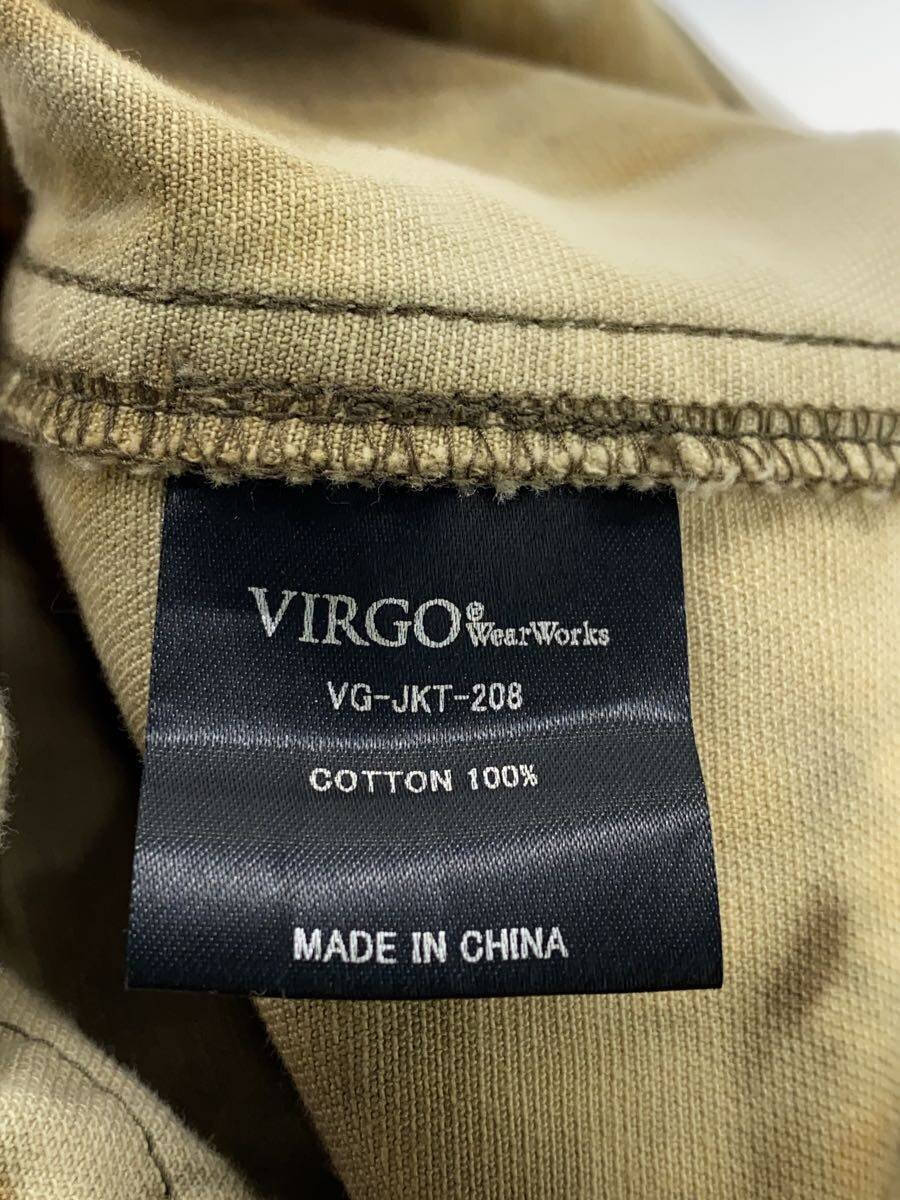 VIRGO e WearWorks
VG-JKT-208
COTTON 100%
MADE IN CHINA